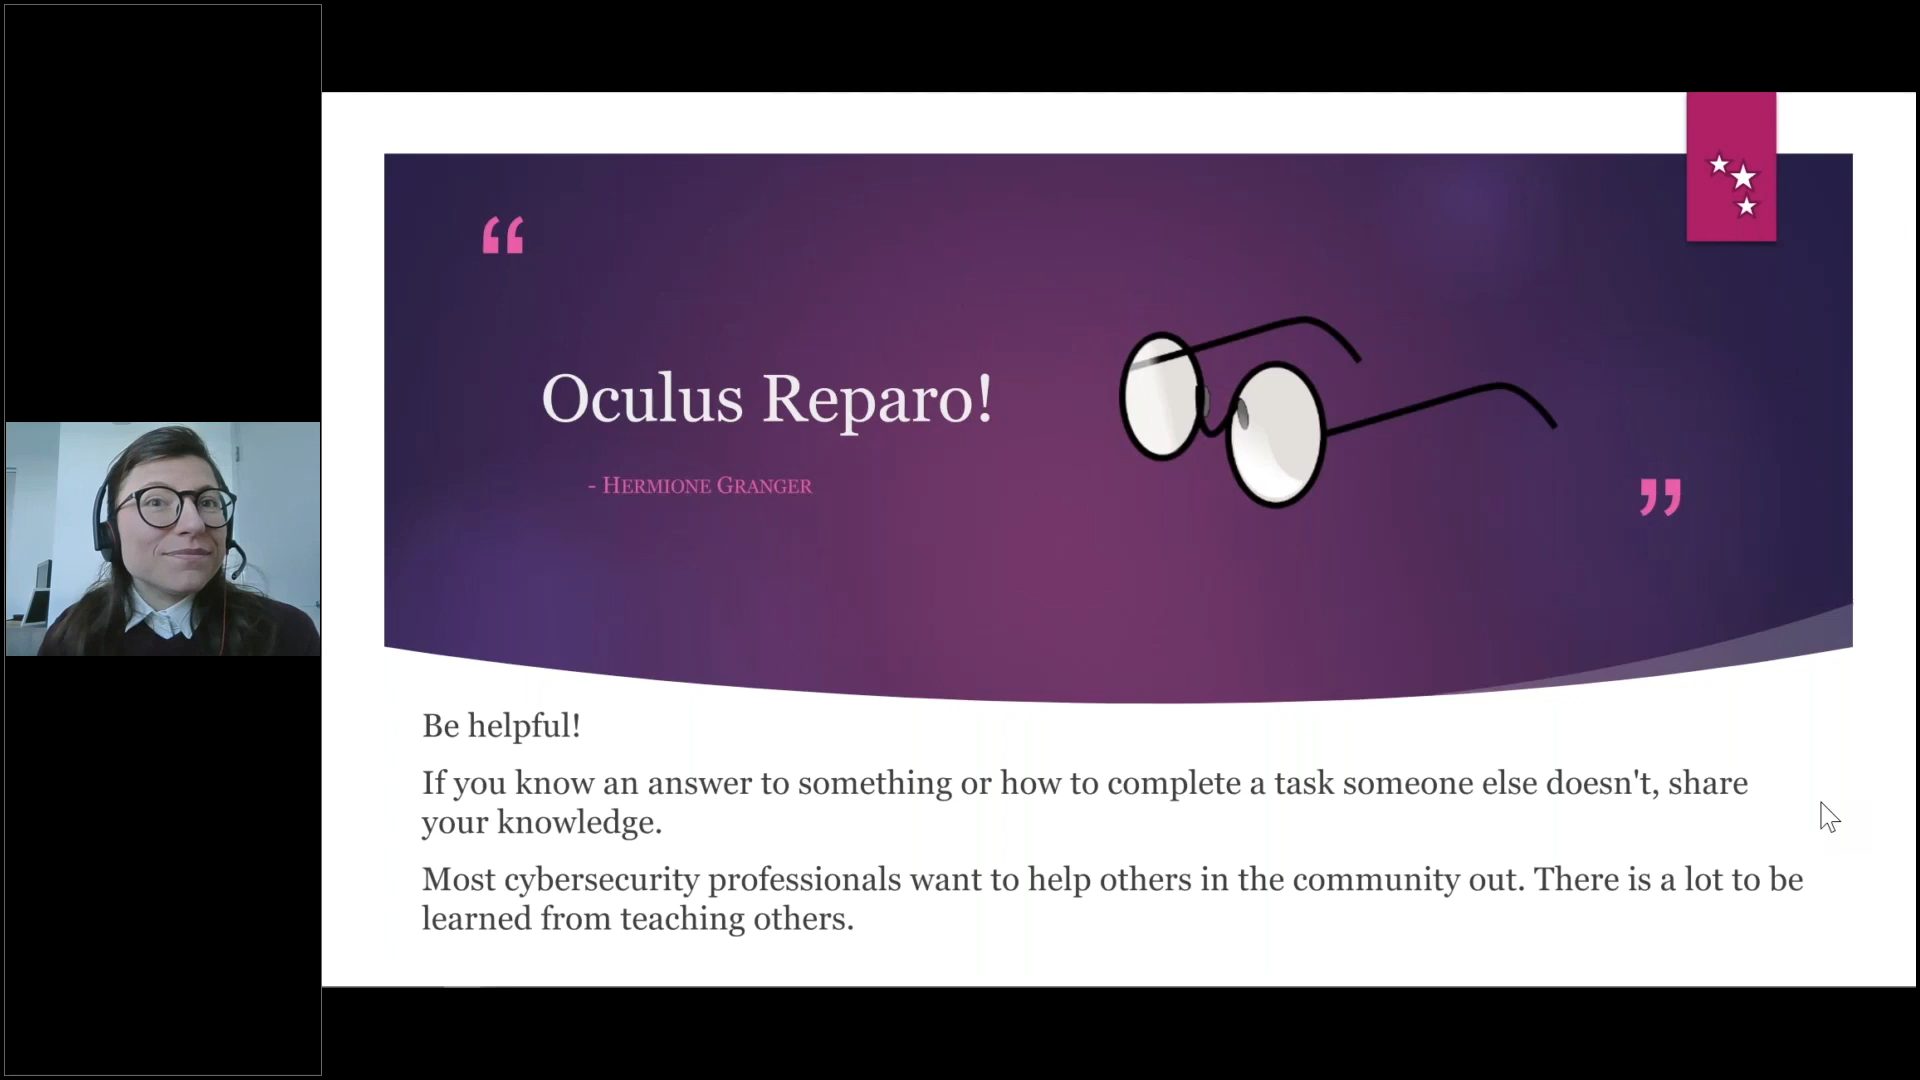 “
Oculus Reparo!
- Hermione Granger
”
Be helpful!
If you know an answer to something or how to complete a task someone else doesn't, share
your knowledge.
Most cybersecurity professionals want to help others in the community out. There is a lot to be
learned from teaching others.